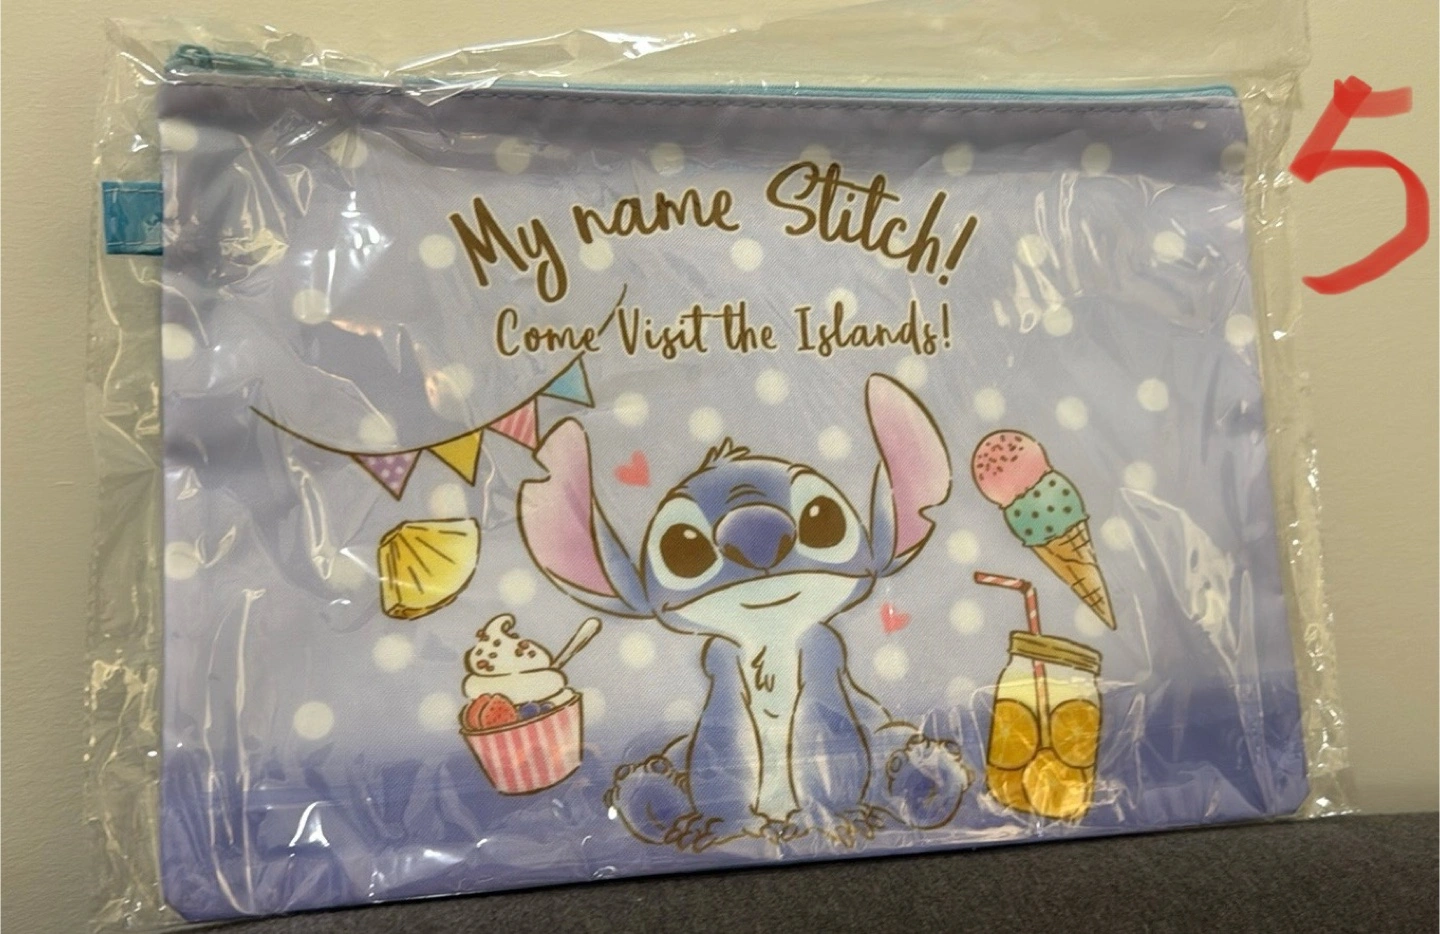 My name Stitch!
Come Visit the Islands!
5